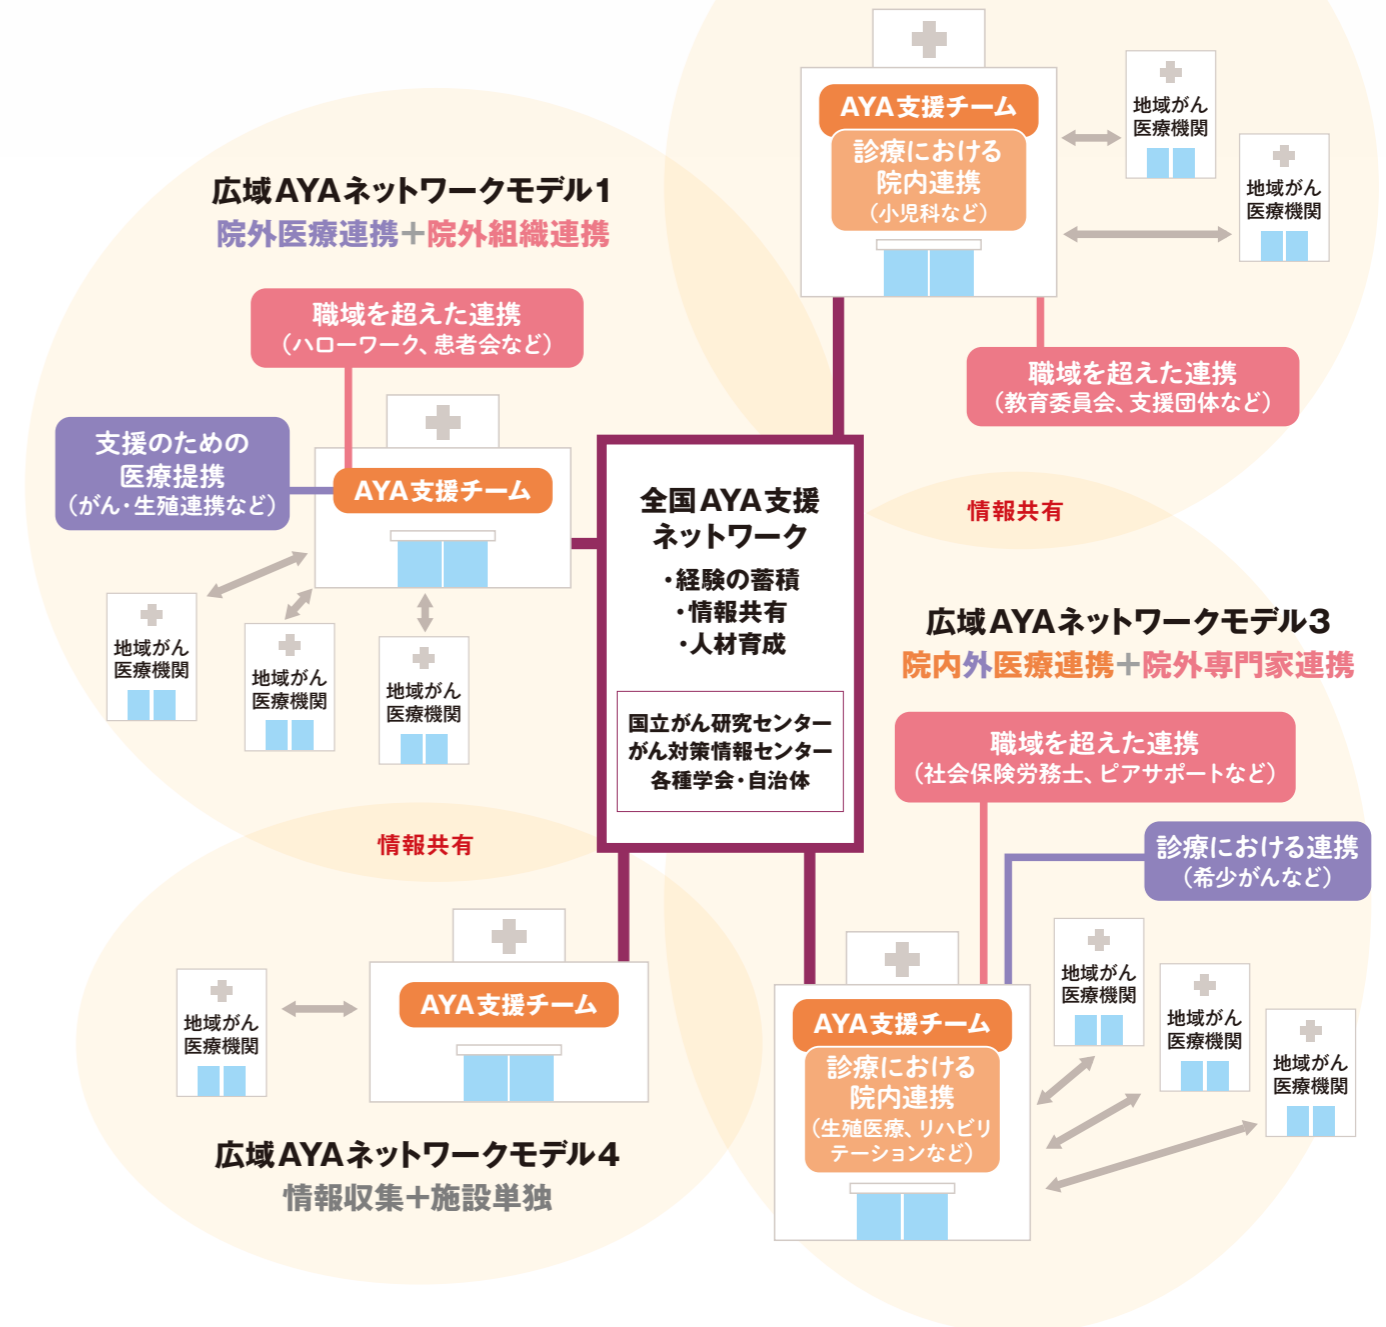 広域AYAネットワークモデル1
院外医療連携＋院外組織連携
職域を超えた連携
（ハローワーク、患者会など）
支援のための
医療提携
（がん・生殖連携など）
AYA支援チーム
地域がん
医療機関
地域がん
医療機関
地域がん
医療機関
AYA支援チーム
診療における
院内連携
（小児科など）
地域がん
医療機関
地域がん
医療機関
職域を超えた連携
（教育委員会、支援団体など）
情報共有
全国AYA支援
ネットワーク
・経験の蓄積
・情報共有
・人材育成
国立がん研究センター
がん対策情報センター
各種学会・自治体
広域AYAネットワークモデル3
院内外医療連携＋院外専門家連携
職域を超えた連携
（社会保険労務士、ピアサポートなど）
診療における連携
（希少がんなど）
AYA支援チーム
診療における
院内連携
（生殖医療、リハビリ
テーションなど）
地域がん
医療機関
地域がん
医療機関
地域がん
医療機関
情報共有
AYA支援チーム
地域がん
医療機関
広域AYAネットワークモデル4
情報収集＋施設単独